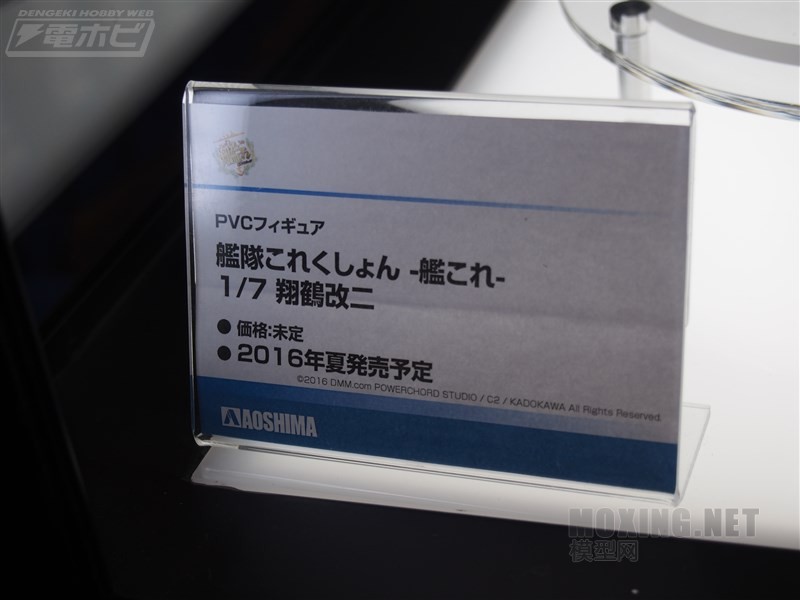 DENGEKI HOBBY WEB
電ホビ
PVCフィギュア
艦隊これくしょん -艦これ-
1/7 翔鶴改二
● 価格:未定
● 2016年夏発売予定
©2016 DMM.com POWERCHORD STUDIO / C2 / KADOKAWA All Rights Reserved.
AOSHIMA
MOXING.NET
模型网